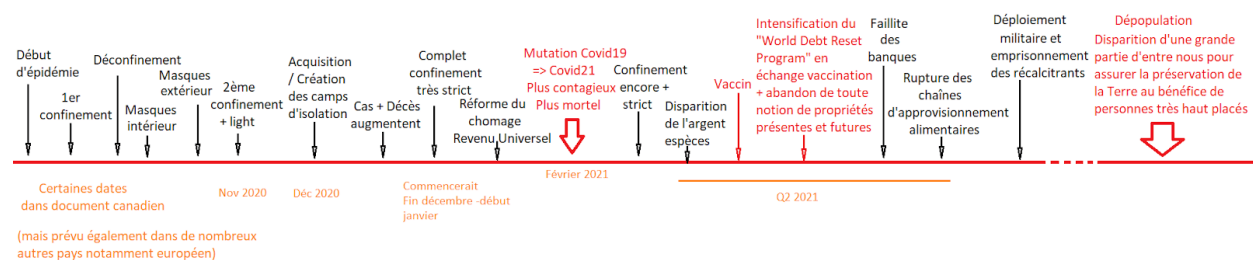 Début
d'épidémie
1er
confinement
Déconfinement
Masques
intérieur
Masques
extérieur
2ème
confinement
+ light
Acquisition
/ Création
des camps
d'isolation
Cas + Décès
augmentent
Complet
confinement
très strict
Réforme du
chomage
Revenu Universel
Mutation Covid19
=> Covid21
Plus contagieux
Plus mortel
Confinement
encore +
strict
Disparition
de l'argent
espèces
Vaccin
Intensification du
"World Debt Reset
Program" en
échange vaccination
+ abandon de toute
notion de propriétés
présentes et futures
Faillite
des
banques
Rupture des
chaînes
d'approvisionnement
alimentaires
Déploiement
militaire et
emprisonnement
des récalcitrants
Dépopulation
Disparition d'une grande
partie d'entre nous pour
assurer la préservation de
la Terre au bénéfice de
personnes très haut placés
Certaines dates
dans document canadien
(mais prévu également dans de nombreux
autres pays notamment européen)
Nov 2020
Déc 2020
Commencerait
Fin décembre -début
janvier
Février 2021
Q2 2021